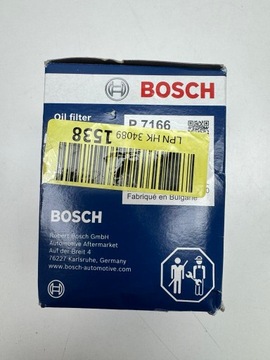 BOSCH
Oil filter
P 7166
LPN HK 34089
1538
Fabriqué en Bulgarie
BOSCH
Robert Bosch GmbH
Automotive Aftermarket
Auf der Breit 4
76227 Karlsruhe, Germany
www.bosch-automotive.com